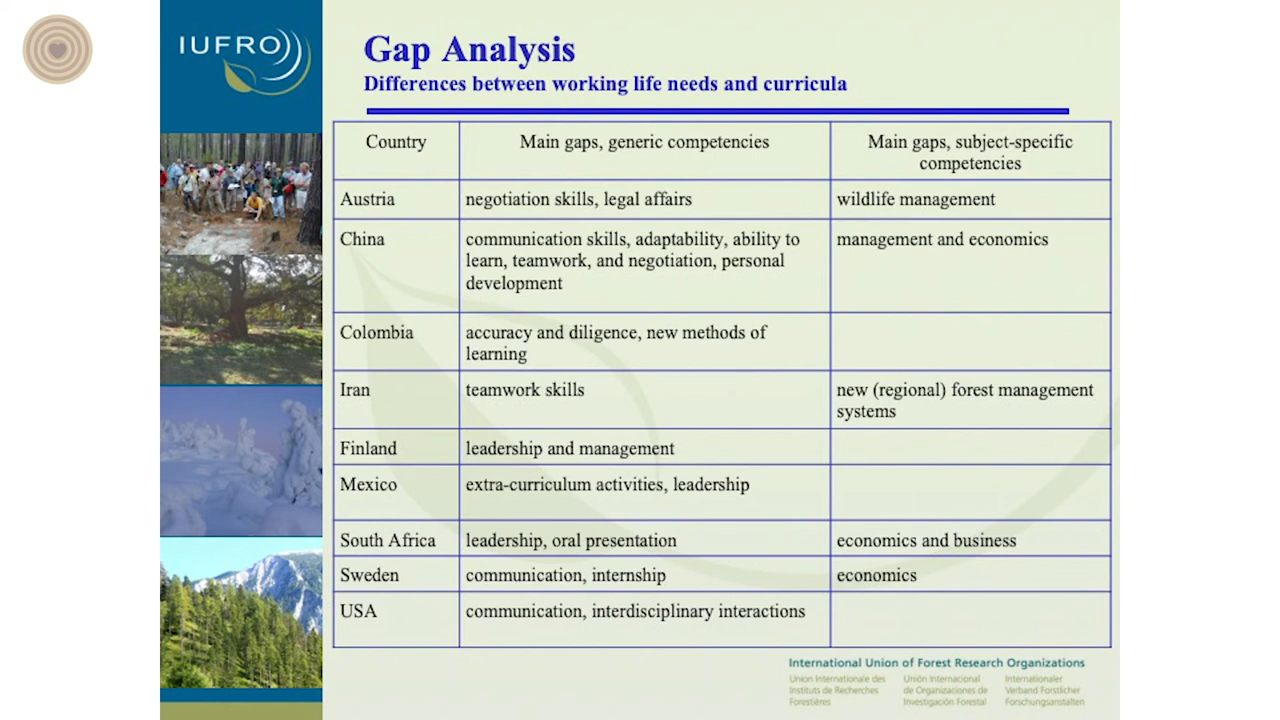 IUFRO
Gap Analysis
Differences between working life needs and curricula
Country
Main gaps, generic competencies
Main gaps, subject-specific
competencies
Austria
negotiation skills, legal affairs
wildlife management
China
communication skills, adaptability, ability to
learn, teamwork, and negotiation, personal
development
management and economics
Colombia
accuracy and diligence, new methods of
learning
Iran
teamwork skills
new (regional) forest management
systems
Finland
leadership and management
Mexico
extra-curriculum activities, leadership
South Africa
leadership, oral presentation
economics and business
Sweden
communication, internship
economics
USA
communication, interdisciplinary interactions
International Union of Forest Research Organizations
Union Internationale des
Instituts de Recherches
Forestières
Unión Internacional
de Organizaciones de
Investigación Forestal
Internationaler
Verband Forstlicher
Forschungsanstalten